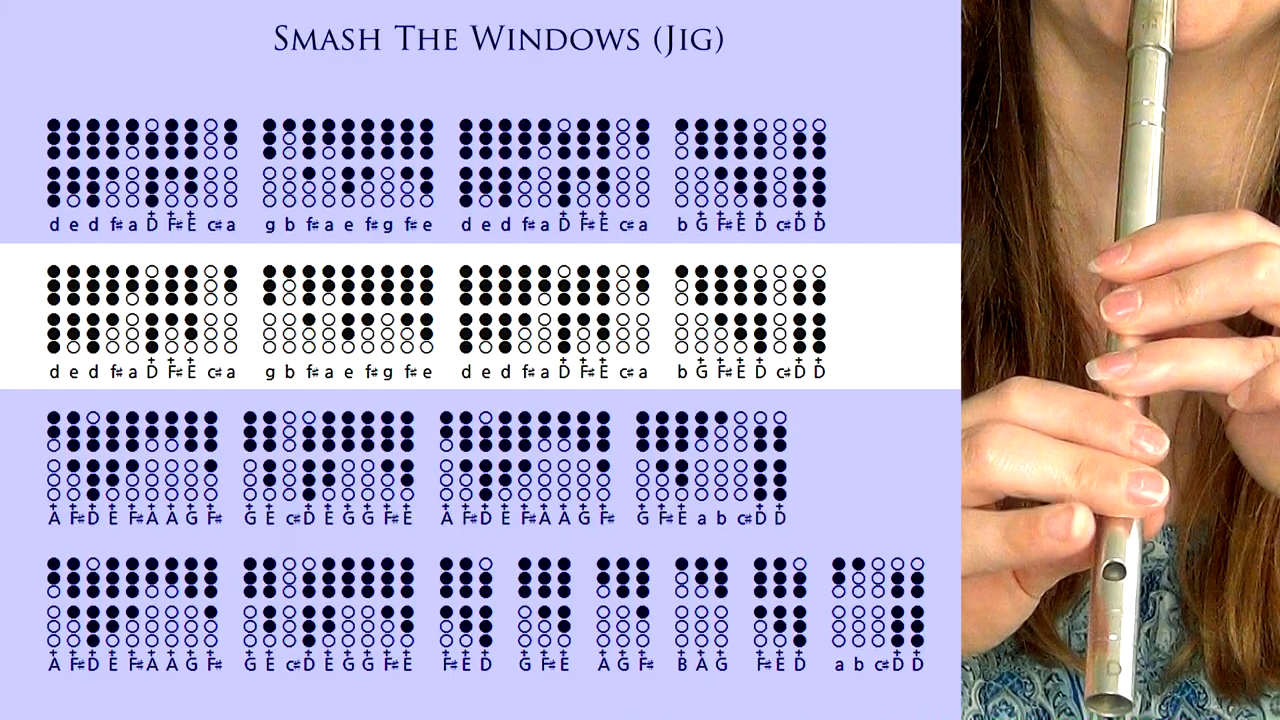 Smash The Windows (Jig)
d e d f# a D F# E c# a g b f# a e f# g f# e d e d f# a D F# E c# a b G F# E D c# D D
+ + + + + + + + + + + +
d e d f# a D F# E c# a g b f# a e f# g f# e d e d f# a D F# E c# a b G F# E D c# D D
A F# D E F# A A G F# G E c# D E G G F# E A F# D E F# A A G F# G F# E a b c# D D
A F# D E F# A A G F# G E c# D E G G F# E F# E D G F# E A G F# B A G F# E D a b c# D D
D